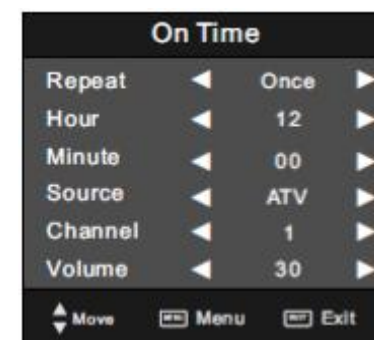 On Time
Repeat ◀ Once ▶
Hour ◀ 12 ▶
Minute ◀ 00 ▶
Source ◀ ATV ▶
Channel ◀ 1 ▶
Volume ◀ 30 ▶
Move Menu Exit